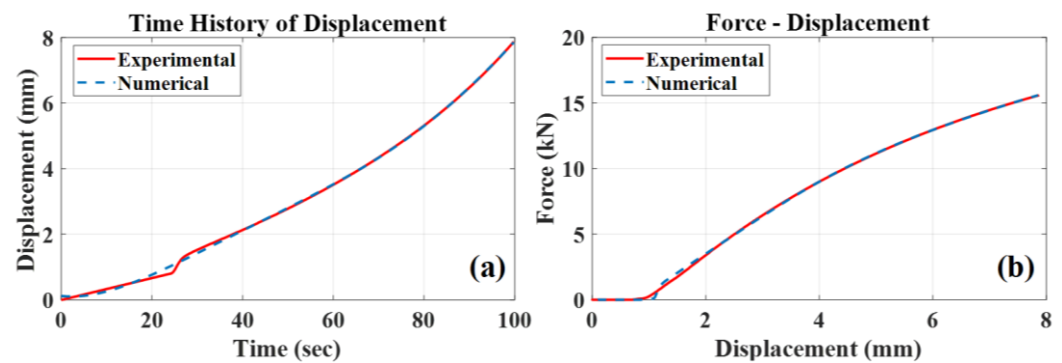 Time History of Displacement
8
6
4
2
0
Displacement (mm)
Experimental
Numerical
(a)
0 20 40 60 80 100
Time (sec)
Force - Displacement
20
15
10
5
0
Force (kN)
Experimental
Numerical
(b)
0 2 4 6 8
Displacement (mm)